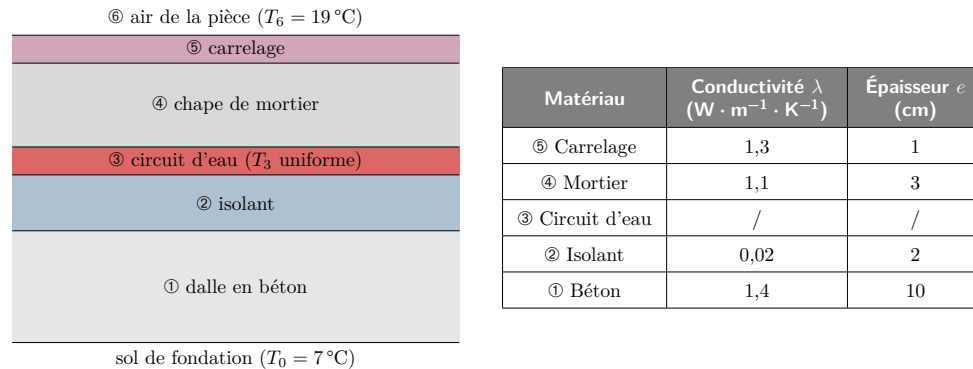 ⑥ air de la pièce (T₆ = 19 °C)
⑤ carrelage
④ chape de mortier
③ circuit d'eau (T₃ uniforme)
② isolant
① dalle en béton
sol de fondation (T₀ = 7 °C)
Matériau Conductivité λ (W · m⁻¹ · K⁻¹) Épaisseur e (cm)
⑤ Carrelage 1,3 1
④ Mortier 1,1 3
③ Circuit d'eau / /
② Isolant 0,02 2
① Béton 1,4 10